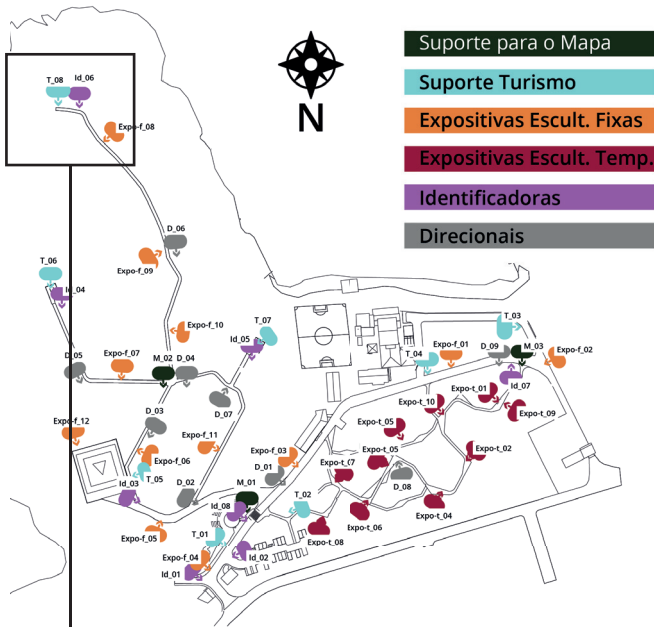 Suporte para o Mapa
Suporte Turismo
Expositivas Escult. Fixas
Expositivas Escult. Temp.
Identificadoras
Direcionais
N
T_08
Id_06
Expo-f_08
D_06
Expo-f_09
T_06
Id_04
Expo-f_10
T_07
Id_05
T_03
D_05
Expo-f_07
M_02
D_04
T_04
Expo-f_01
D_09
M_03
Expo-f_02
Id_07
D_07
Expo-t_10
Expo-t_01
Expo-t_09
Expo-f_12
D_03
Expo-f_11
Expo-t_05
Expo-f_06
T_05
Expo-f_03
D_01
Expo-t_07
Expo-t_05
Expo-t_02
D_08
Id_03
D_02
M_01
Id_08
T_02
Expo-t_04
Expo-t_06
Expo-t_08
Expo-f_05
T_01
Expo-f_04
Id_02
Id_01